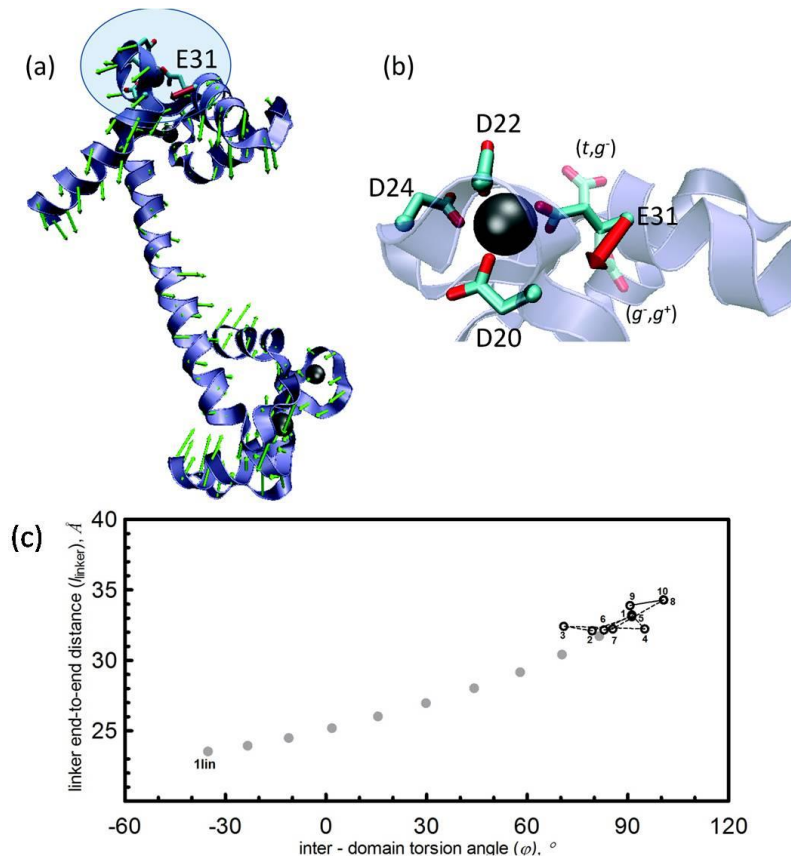 (a)
E31
(b)
D22
(t,g⁻)
D24
E31
D20
(g⁻,g⁺)
(c)
linker end-to-end distance (l_linker), Å
40
35
30
25
9
10
6
1
8
3
2
7
5
4
1lin
-60
-30
0
30
60
90
120
inter - domain torsion angle (φ), °